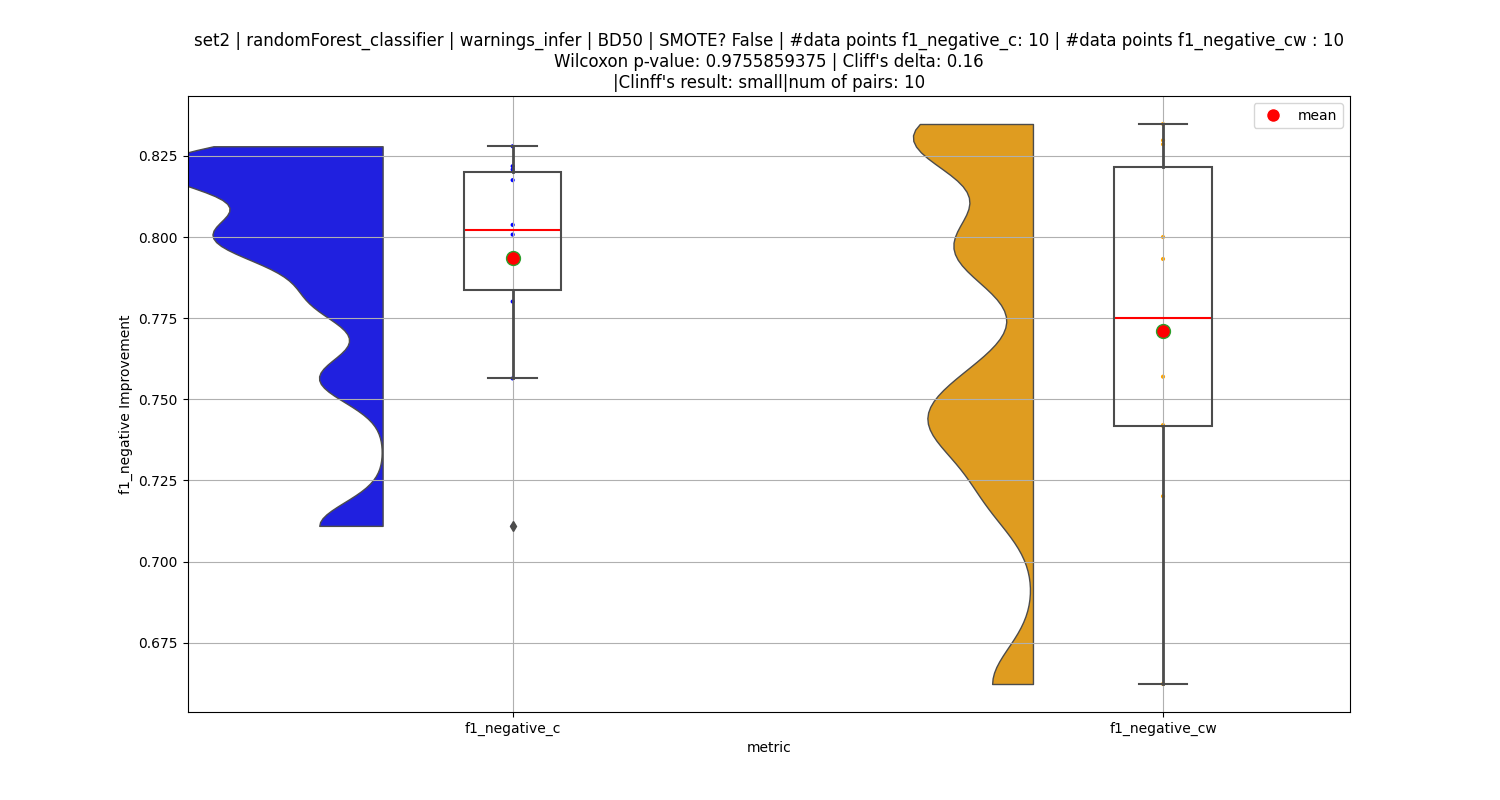 set2 | randomForest_classifier | warnings_infer | BD50 | SMOTE? False | #data points f1_negative_c: 10 | #data points f1_negative_cw : 10
Wilcoxon p-value: 0.9755859375 | Cliff's delta: 0.16
|Clinff's result: small|num of pairs: 10
mean
0.825
0.800
0.775
0.750
0.725
0.700
0.675
f1_negative Improvement
f1_negative_c
f1_negative_cw
metric